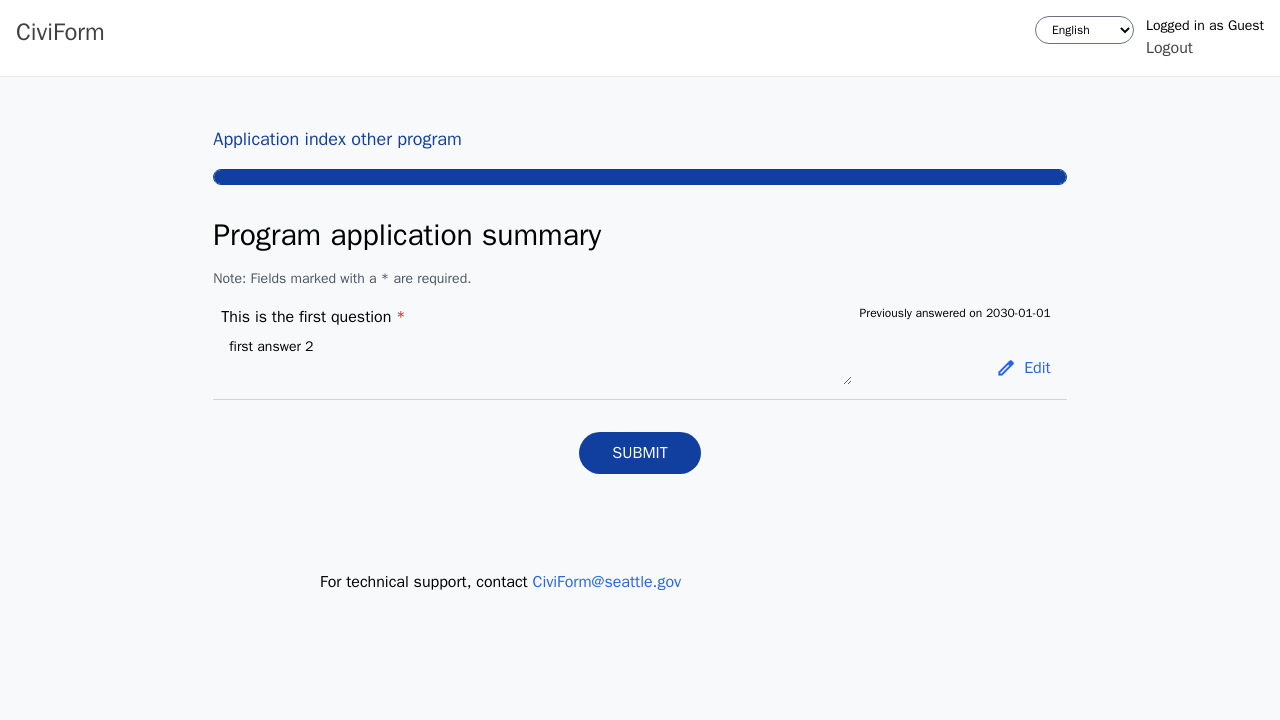 CiviForm
English
Logged in as Guest
Logout
Application index other program
Program application summary
Note: Fields marked with a * are required.
This is the first question *
Previously answered on 2030-01-01
first answer 2
Edit
SUBMIT
For technical support, contact CiviForm@seattle.gov